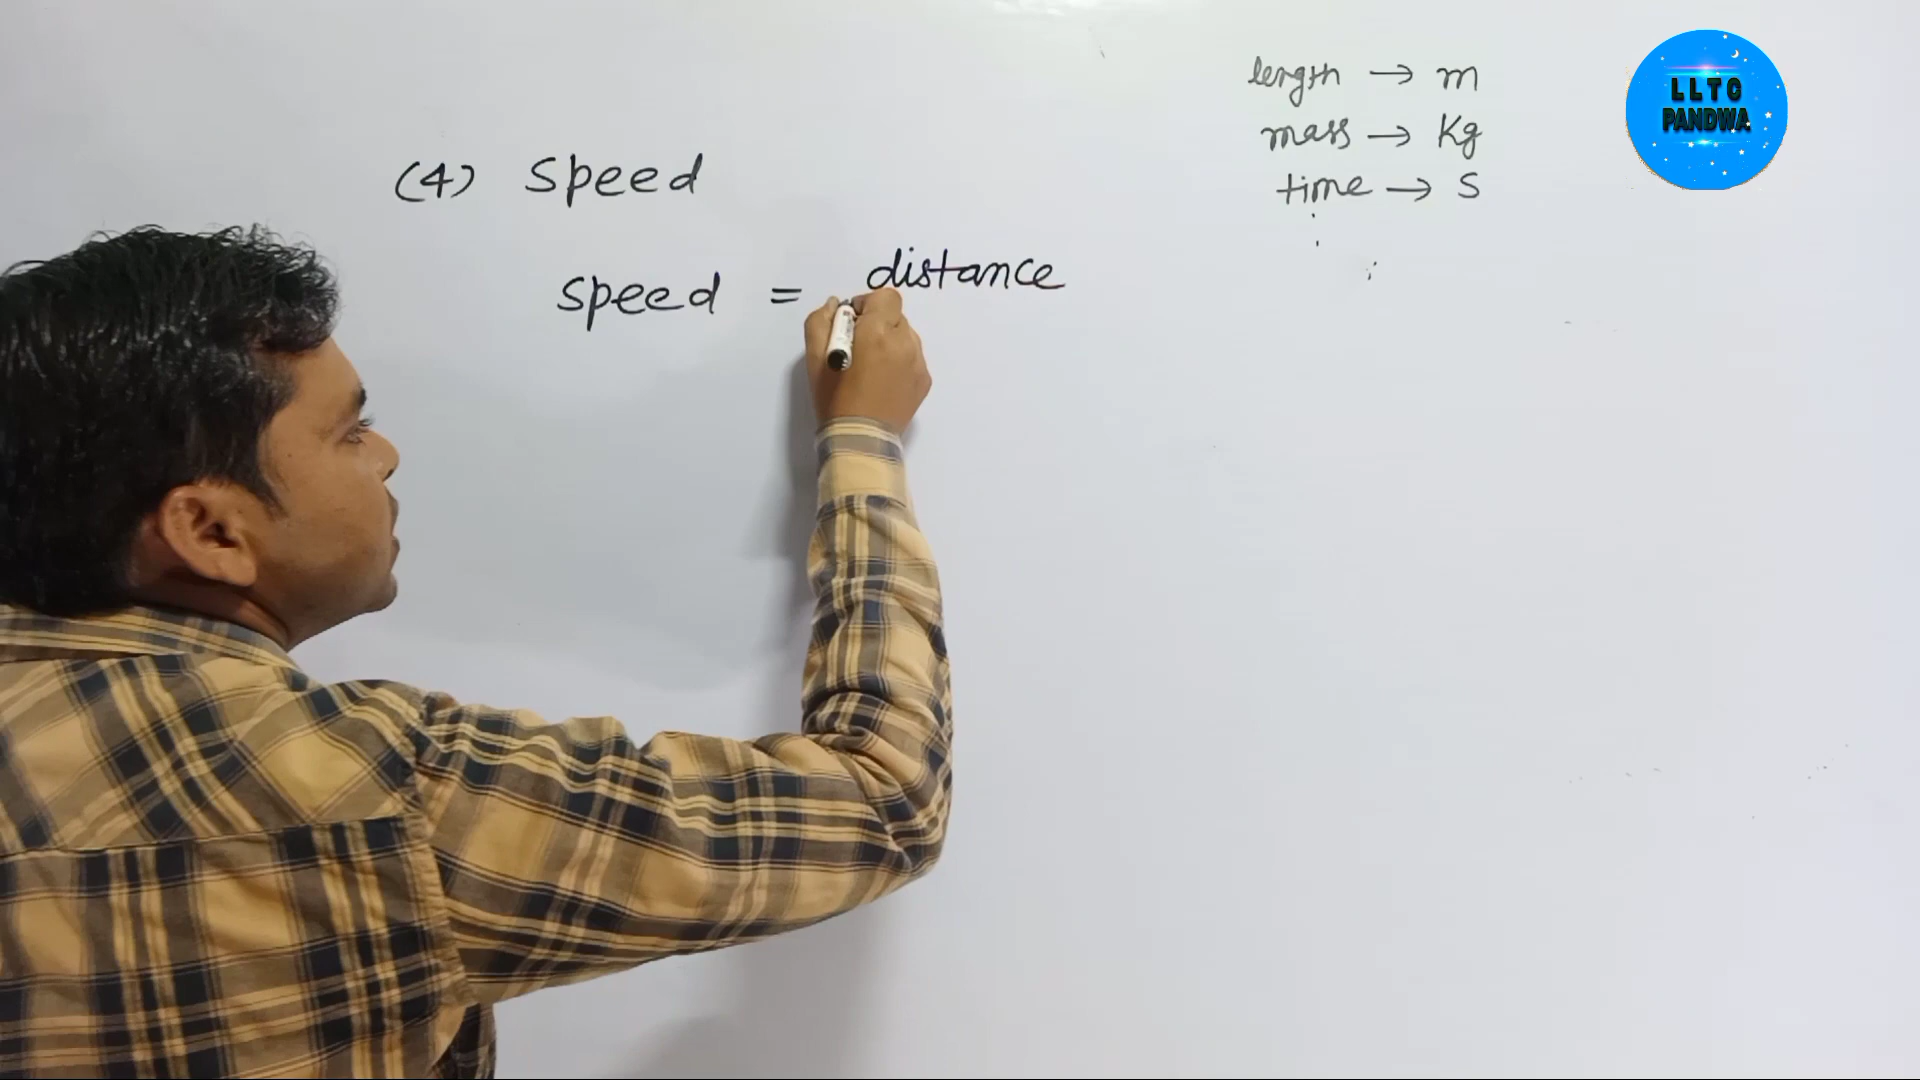 (4) Speed
speed = distance
length → m
mass → Kg
time → s
LLTC
PANDWA